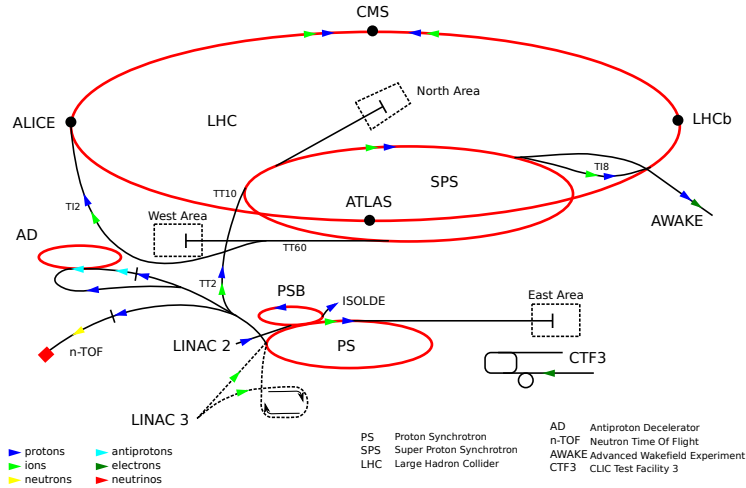 CMS
North Area
ALICE
LHC
LHCb
TI8
TT10
SPS
ATLAS
TI2
West Area
AWAKE
AD
TT60
TT2
PSB
ISOLDE
East Area
LINAC 2
PS
n-TOF
CTF3
LINAC 3
protons
ions
neutrons
antiprotons
electrons
neutrinos
PS Proton Synchrotron
SPS Super Proton Synchrotron
LHC Large Hadron Collider
AD Antiproton Decelerator
n-TOF Neutron Time Of Flight
AWAKE Advanced Wakefield Experiment
CTF3 CLIC Test Facility 3